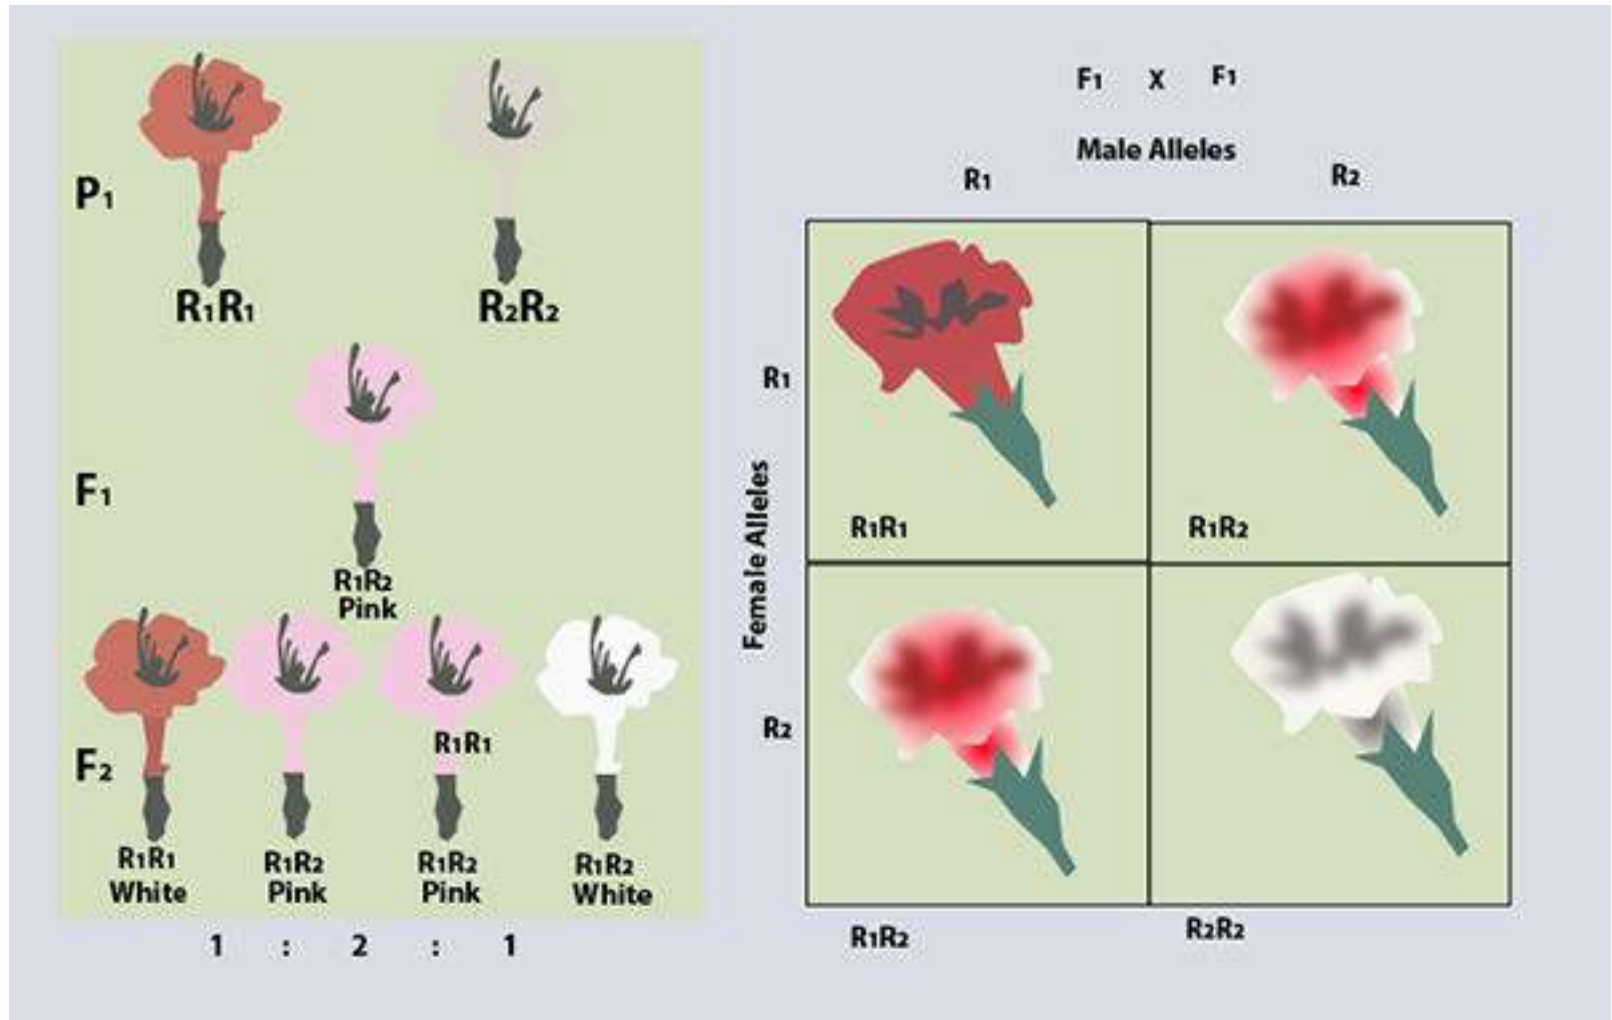 P1
R1R1 R2R2
F1
R1R2
Pink
F2
R1R1
R1R1 R1R2 R1R2 R1R2
White Pink Pink White
1 : 2 : 1
F1 X F1
Male Alleles
R1 R2
Female Alleles
R1
R1R1 R1R2
R2
R1R2 R2R2